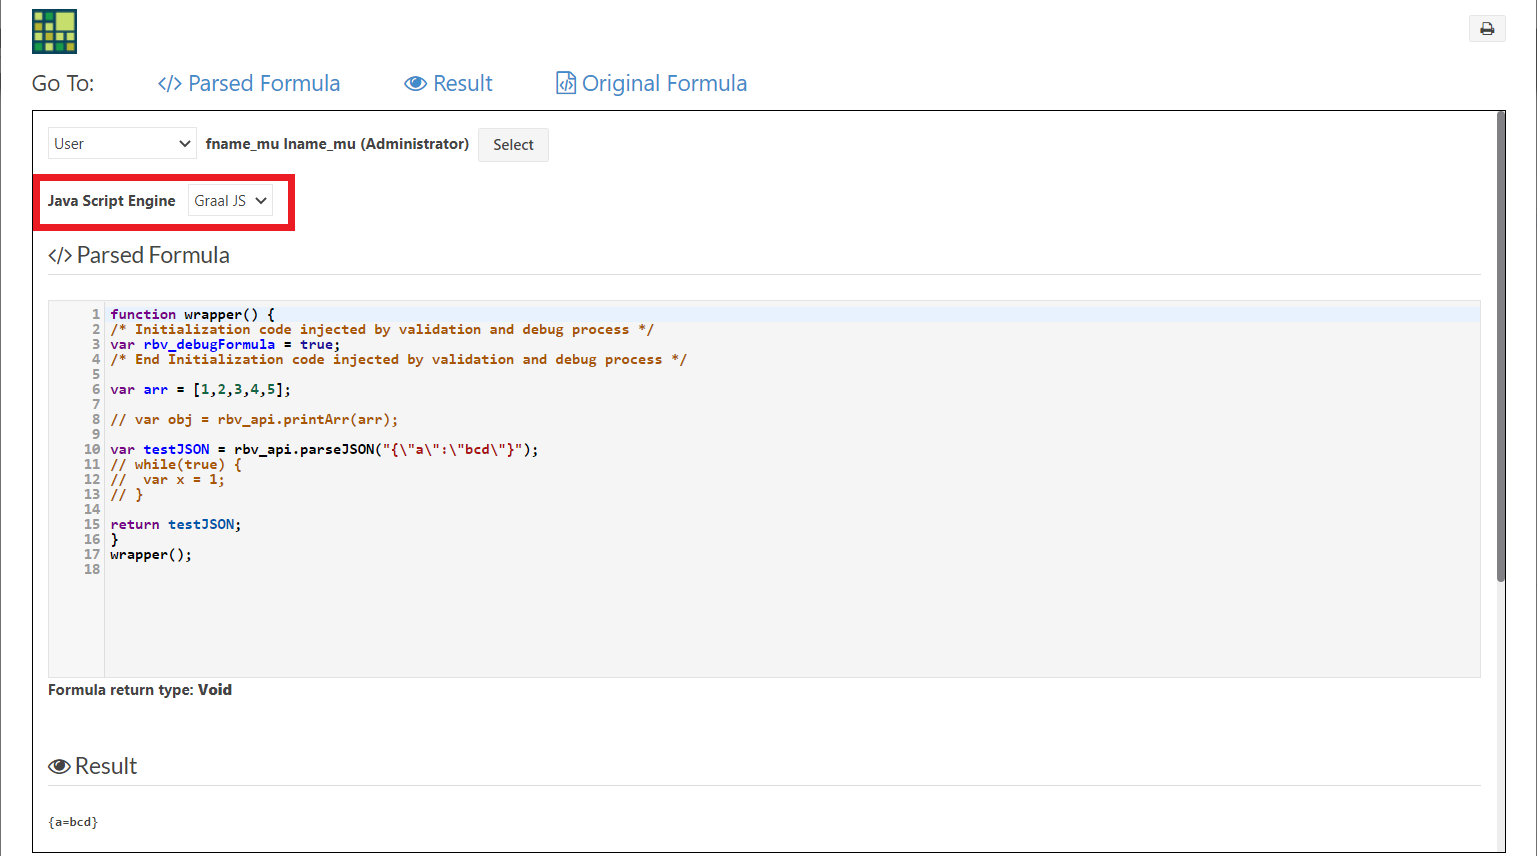 Go To: </> Parsed Formula Result Original Formula
User fname_mu lname_mu (Administrator) Select
Java Script Engine Graal JS
</> Parsed Formula
1 function wrapper() {
2 /* Initialization code injected by validation and debug process */
3 var rbv_debugFormula = true;
4 /* End Initialization code injected by validation and debug process */
5
6 var arr = [1,2,3,4,5];
7
8 // var obj = rbv_api.printArr(arr);
9
10 var testJSON = rbv_api.parseJSON("{\"a\":\"bcd\"}");
11 // while(true) {
12 //  var x = 1;
13 // }
14
15 return testJSON;
16 }
17 wrapper();
18
Formula return type: Void
Result
{a=bcd}